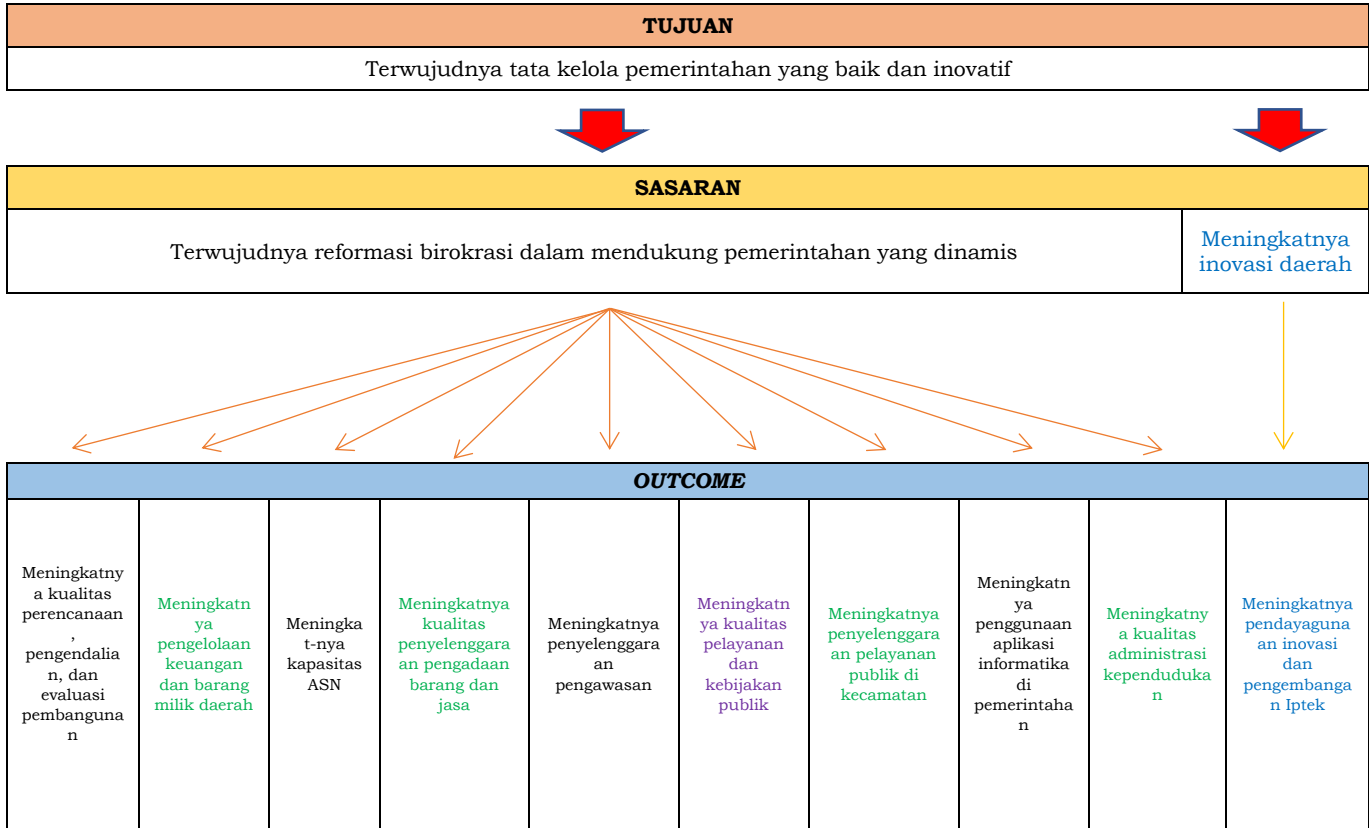 TUJUAN
Terwujudnya tata kelola pemerintahan yang baik dan inovatif
SASARAN
Terwujudnya reformasi birokrasi dalam mendukung pemerintahan yang dinamis
Meningkatnya
inovasi daerah
OUTCOME
Meningkatny
a kualitas
perencanaan
,
pengendalia
n, dan
evaluasi
pembanguna
n
Meningkatn
ya
pengelolaan
keuangan
dan barang
milik daerah
Meningka
t-nya
kapasitas
ASN
Meningkatnya
kualitas
penyelenggara
an pengadaan
barang dan
jasa
Meningkatnya
penyelenggara
an
pengawasan
Meningkatn
ya kualitas
pelayanan
dan
kebijakan
publik
Meningkatnya
penyelenggara
an pelayanan
publik di
kecamatan
Meningkatn
ya
penggunaan
aplikasi
informatika
di
pemerintaha
n
Meningkatny
a kualitas
administrasi
kependuduka
n
Meningkatnya
pendayaguna
an inovasi
dan
pengembanga
n Iptek